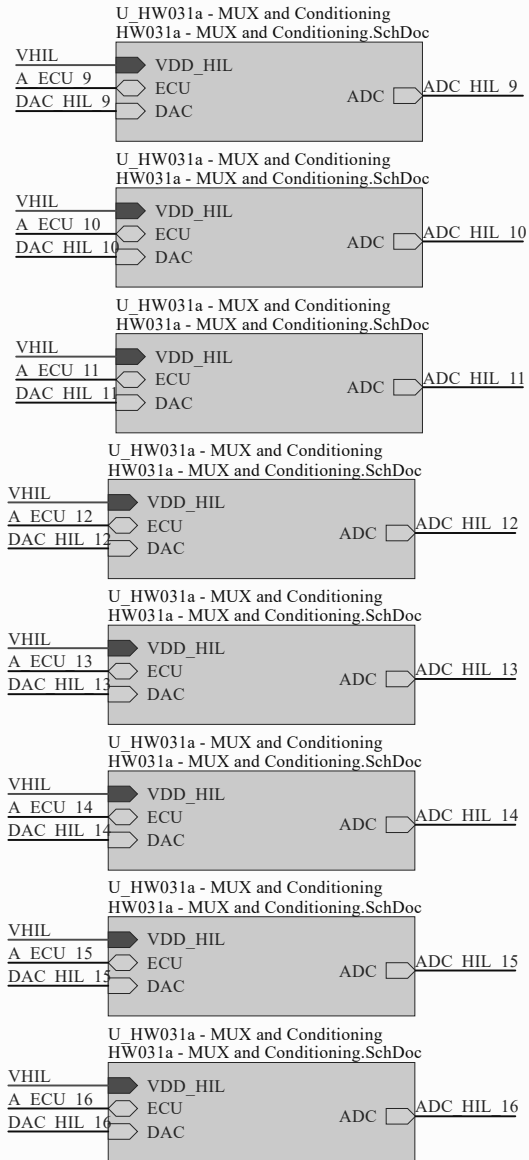 U_HW031a - MUX and Conditioning
HW031a - MUX and Conditioning.SchDoc
VHIL
VDD_HIL
A_ECU_9
ECU
ADC
ADC_HIL_9
DAC_HIL_9
DAC
U_HW031a - MUX and Conditioning
HW031a - MUX and Conditioning.SchDoc
VHIL
VDD_HIL
A_ECU_10
ECU
ADC
ADC_HIL_10
DAC_HIL_10
DAC
U_HW031a - MUX and Conditioning
HW031a - MUX and Conditioning.SchDoc
VHIL
VDD_HIL
A_ECU_11
ECU
ADC
ADC_HIL_11
DAC_HIL_11
DAC
U_HW031a - MUX and Conditioning
HW031a - MUX and Conditioning.SchDoc
VHIL
VDD_HIL
A_ECU_12
ECU
ADC
ADC_HIL_12
DAC_HIL_12
DAC
U_HW031a - MUX and Conditioning
HW031a - MUX and Conditioning.SchDoc
VHIL
VDD_HIL
A_ECU_13
ECU
ADC
ADC_HIL_13
DAC_HIL_13
DAC
U_HW031a - MUX and Conditioning
HW031a - MUX and Conditioning.SchDoc
VHIL
VDD_HIL
A_ECU_14
ECU
ADC
ADC_HIL_14
DAC_HIL_14
DAC
U_HW031a - MUX and Conditioning
HW031a - MUX and Conditioning.SchDoc
VHIL
VDD_HIL
A_ECU_15
ECU
ADC
ADC_HIL_15
DAC_HIL_15
DAC
U_HW031a - MUX and Conditioning
HW031a - MUX and Conditioning.SchDoc
VHIL
VDD_HIL
A_ECU_16
ECU
ADC
ADC_HIL_16
DAC_HIL_16
DAC